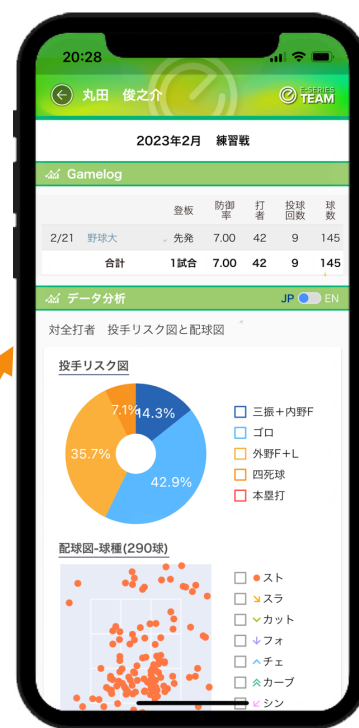 20:28
丸田 俊之介
E-SERIES
TEAM
2023年2月 練習戦
Gamelog
登板 防御率 打者 投球回数 球数
2/21 野球大 先発 7.00 42 9 145
合計 1試合 7.00 42 9 145
データ分析 JP EN
対全打者 投手リスク図と配球図
投手リスク図
7.1% 14.3%
35.7%
42.9%
三振+内野F
ゴロ
外野F+L
四死球
本塁打
配球図-球種(290球)
スト
スラ
カット
フォ
チェ
カーブ
シン